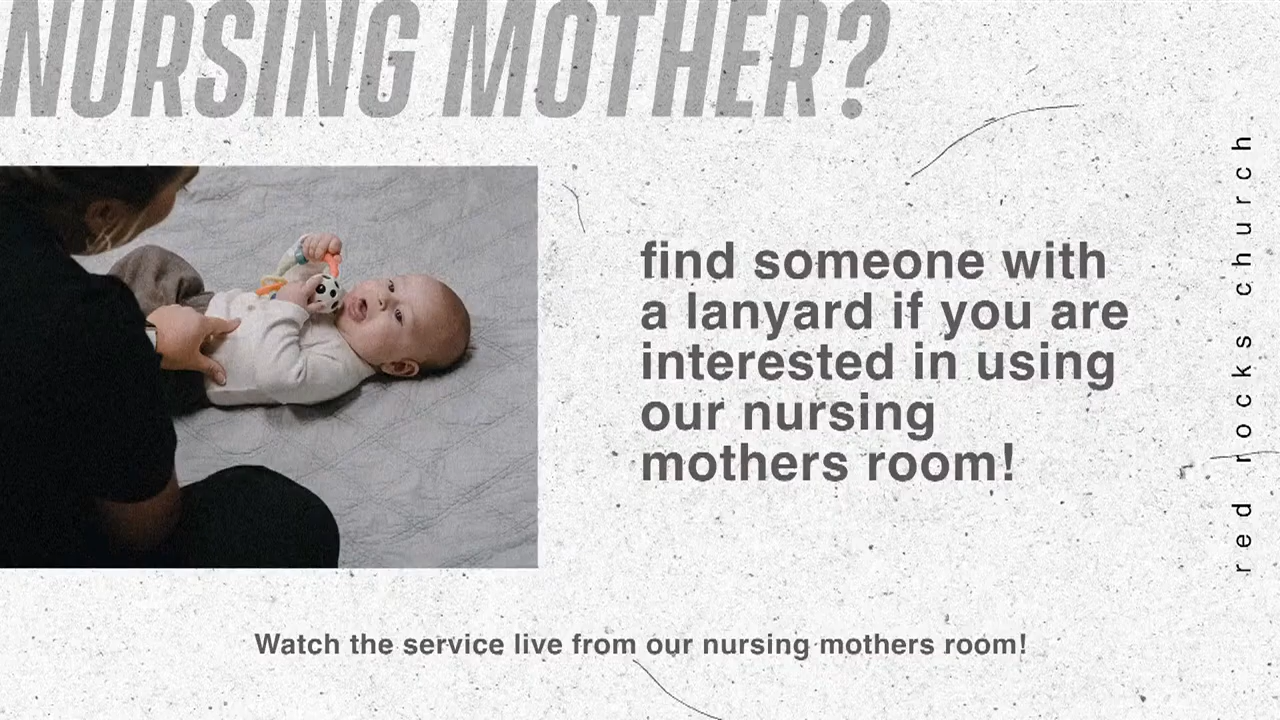 NURSING MOTHER?
find someone with
a lanyard if you are
interested in using
our nursing
mothers room!
red rocks church
Watch the service live from our nursing mothers room!